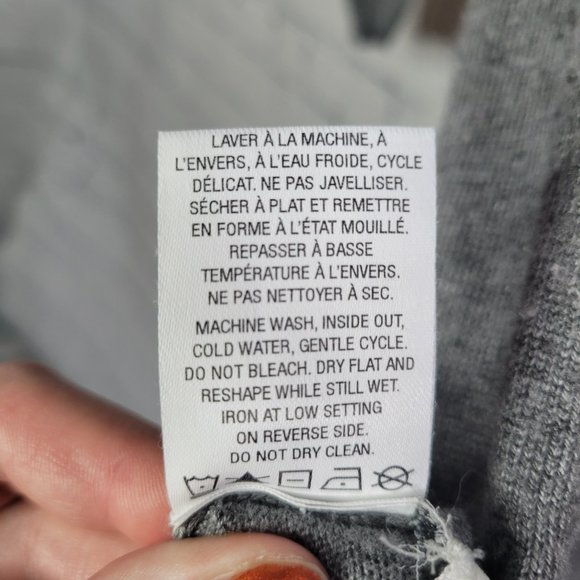 LAVER À LA MACHINE, À
L'ENVERS, À L'EAU FROIDE, CYCLE
DÉLICAT. NE PAS JAVELLISER.
SÉCHER À PLAT ET REMETTRE
EN FORME À L'ÉTAT MOUILLÉ.
REPASSER À BASSE
TEMPÉRATURE À L'ENVERS.
NE PAS NETTOYER À SEC.
MACHINE WASH, INSIDE OUT,
COLD WATER, GENTLE CYCLE.
DO NOT BLEACH. DRY FLAT AND
RESHAPE WHILE STILL WET.
IRON AT LOW SETTING
ON REVERSE SIDE.
DO NOT DRY CLEAN.